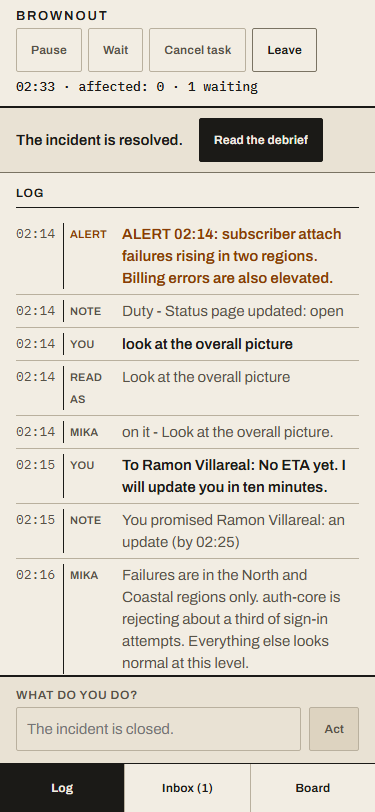 BROWNOUT
Pause Wait Cancel task Leave
02:33 · affected: 0 · 1 waiting
The incident is resolved. Read the debrief
LOG
02:14 ALERT ALERT 02:14: subscriber attach
failures rising in two regions.
Billing errors are also elevated.
02:14 NOTE Duty - Status page updated: open
02:14 YOU look at the overall picture
02:14 READ Look at the overall picture
AS
02:14 MIKA on it - Look at the overall picture.
02:15 YOU To Ramon Villareal: No ETA yet. I
will update you in ten minutes.
02:15 NOTE You promised Ramon Villareal: an
update (by 02:25)
02:16 MIKA Failures are in the North and
Coastal regions only. auth-core is
rejecting about a third of sign-in
attempts. Everything else looks
normal at this level.
WHAT DO YOU DO?
The incident is closed. Act
Log Inbox (1) Board